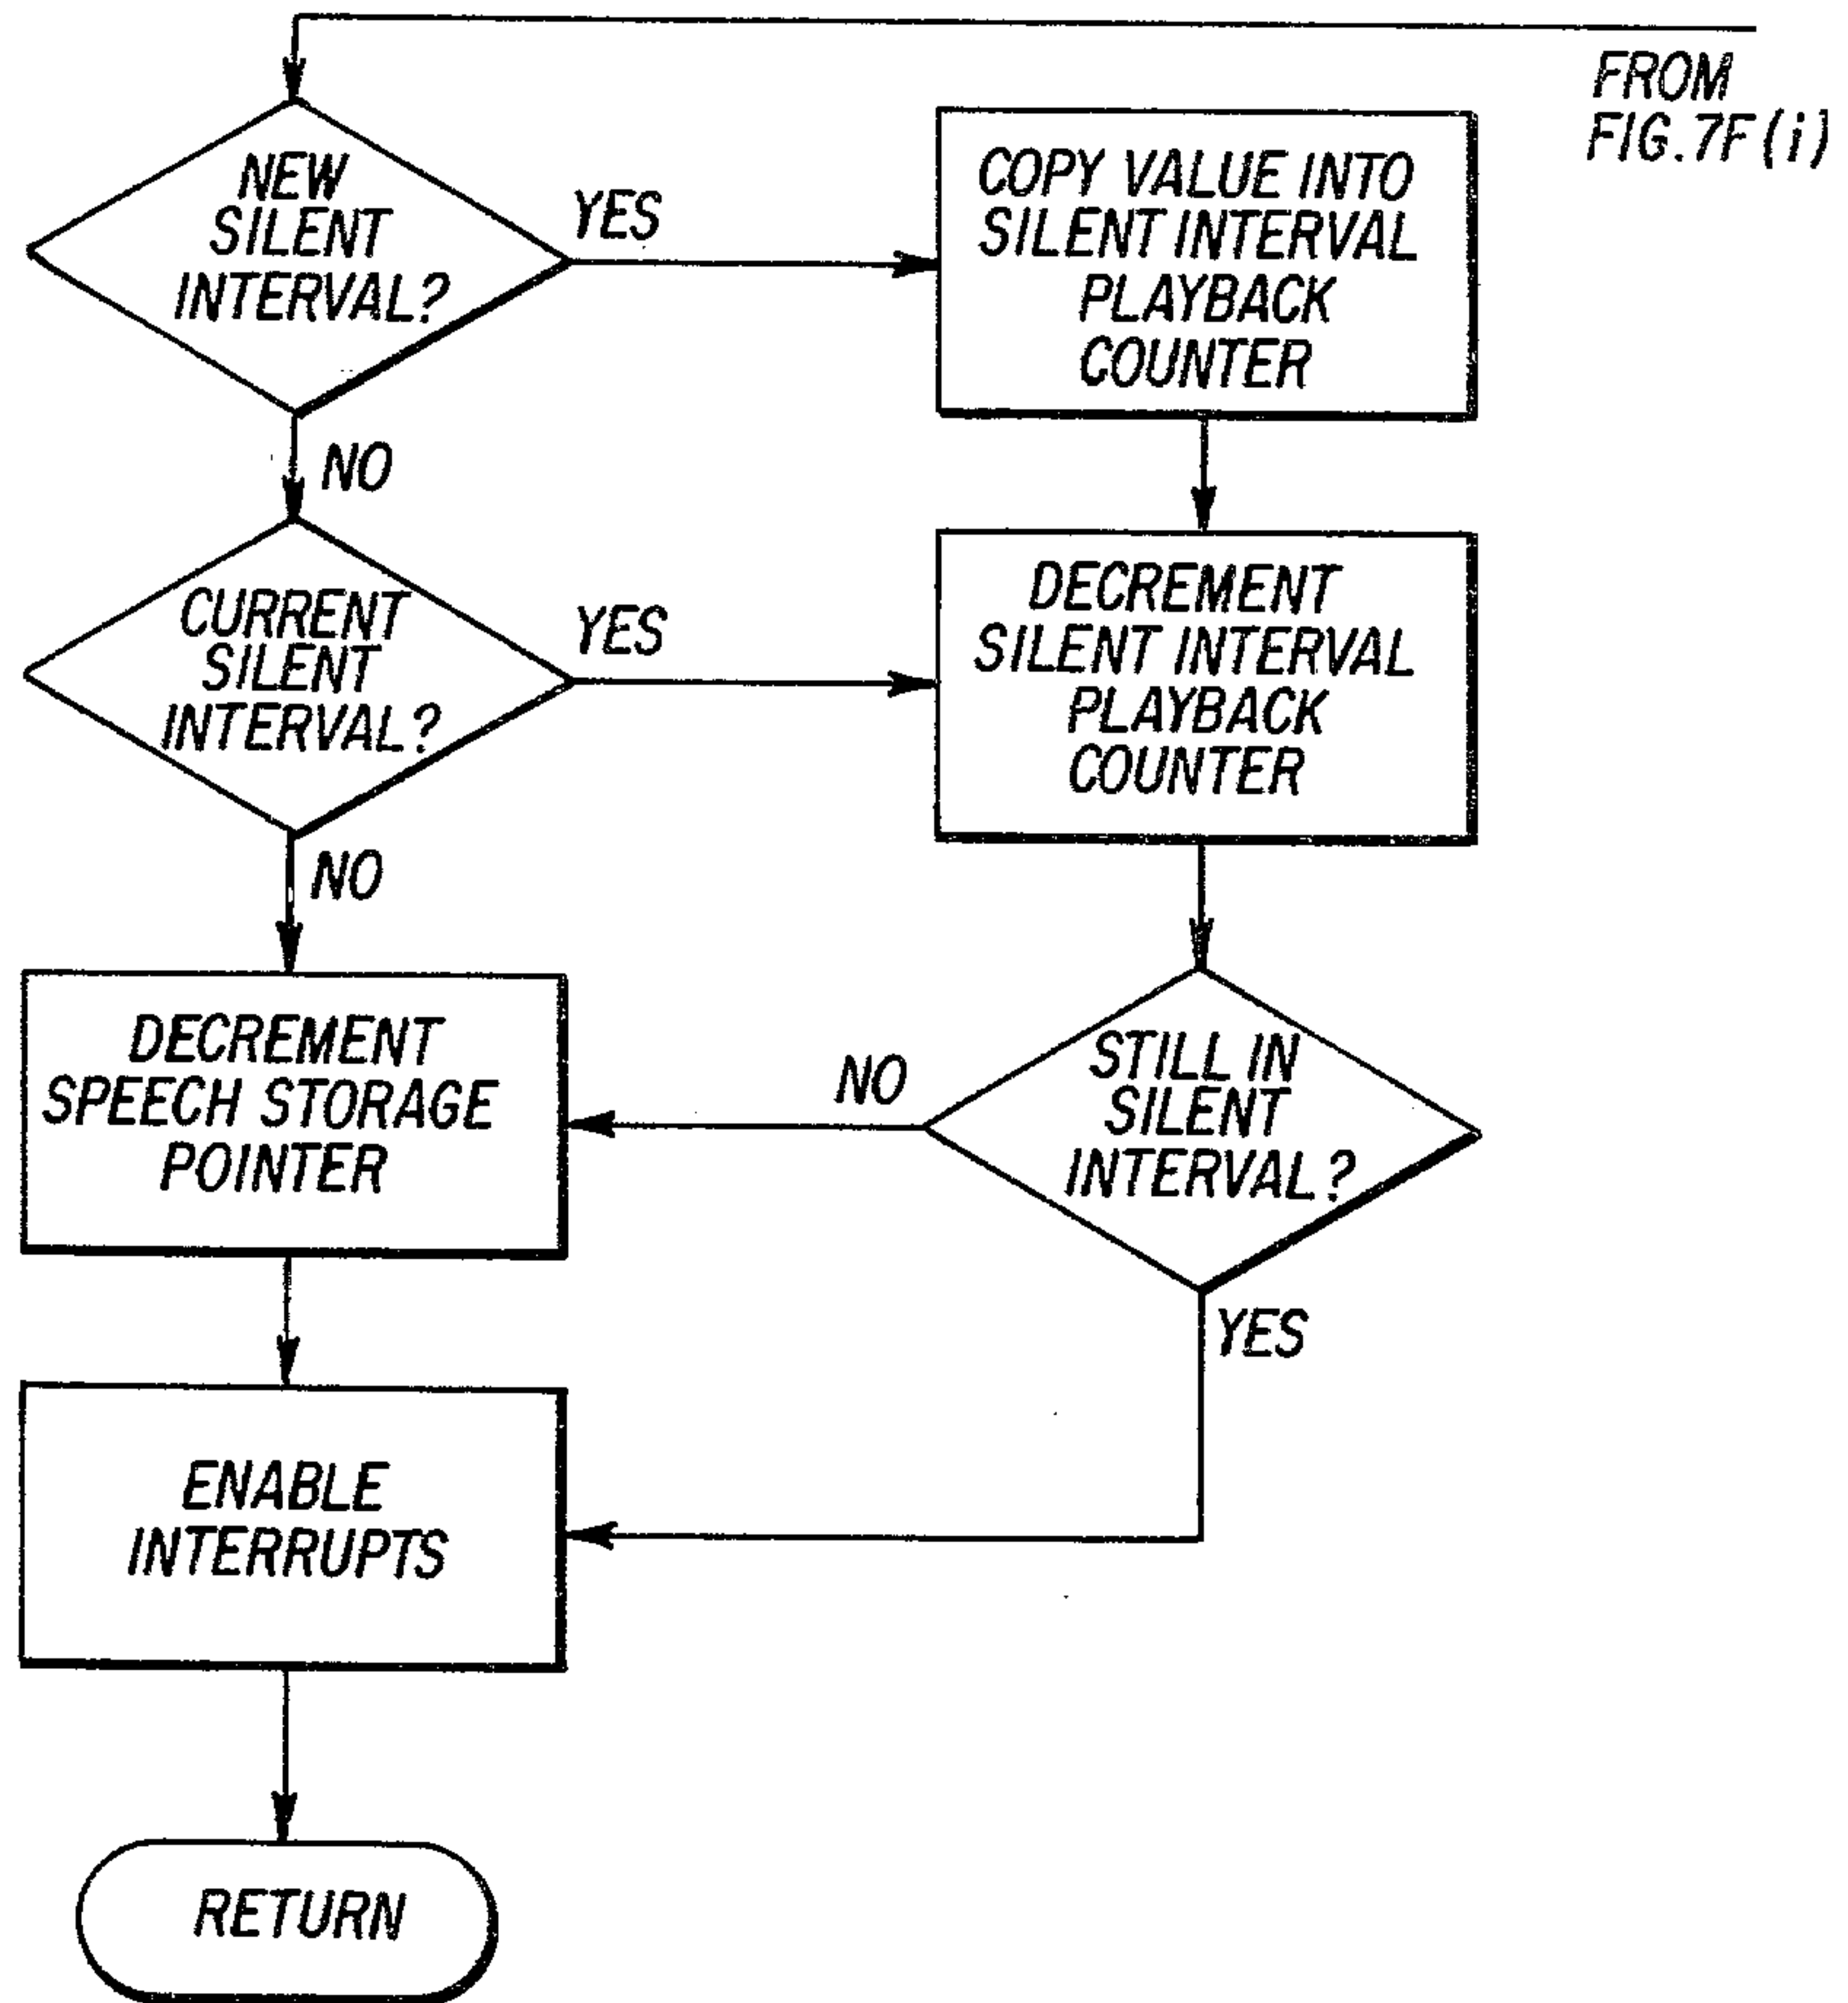 FROM
FIG.7F(i)
NEW
SILENT
INTERVAL?
YES
COPY VALUE INTO
SILENT INTERVAL
PLAYBACK
COUNTER
NO
CURRENT
SILENT
INTERVAL?
YES
DECREMENT
SILENT INTERVAL
PLAYBACK
COUNTER
NO
DECREMENT
SPEECH STORAGE
POINTER
NO
STILL IN
SILENT
INTERVAL?
YES
ENABLE
INTERRUPTS
RETURN